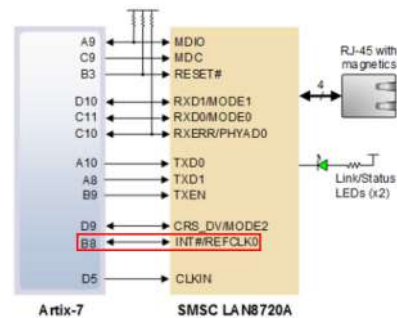 A9 MDIO
C9 MDC
B3 RESET#
RJ-45 with
magnetics
4
D10 RXD1/MODE1
C11 RXD0/MODE0
C10 RXERR/PHYAD0
A10 TXD0
A8 TXD1
B9 TXEN
Link/Status
LEDs (x2)
D9 CRS_DV/MODE2
B8 INT#/REFCLK0
D5 CLKIN
Artix-7 SMSC LAN8720A